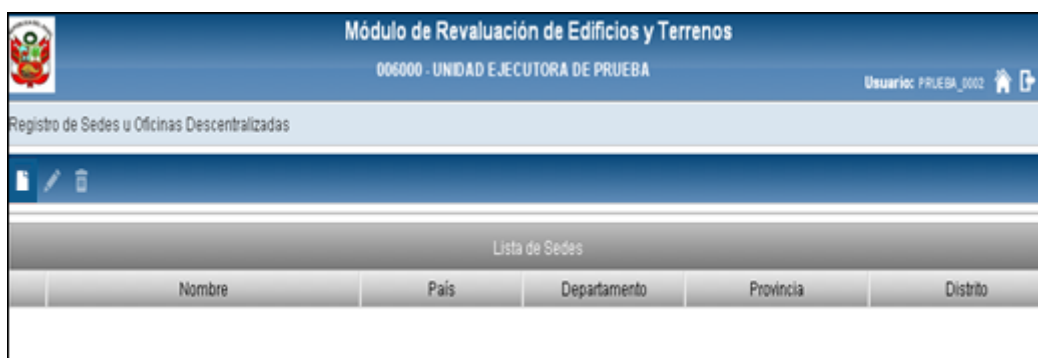 Módulo de Revaluación de Edificios y Terrenos
006000 - UNIDAD EJECUTORA DE PRUEBA
Usuario: PRUEBA_0002
Registro de Sedes u Oficinas Descentralizadas
Lista de Sedes
Nombre País Departamento Provincia Distrito